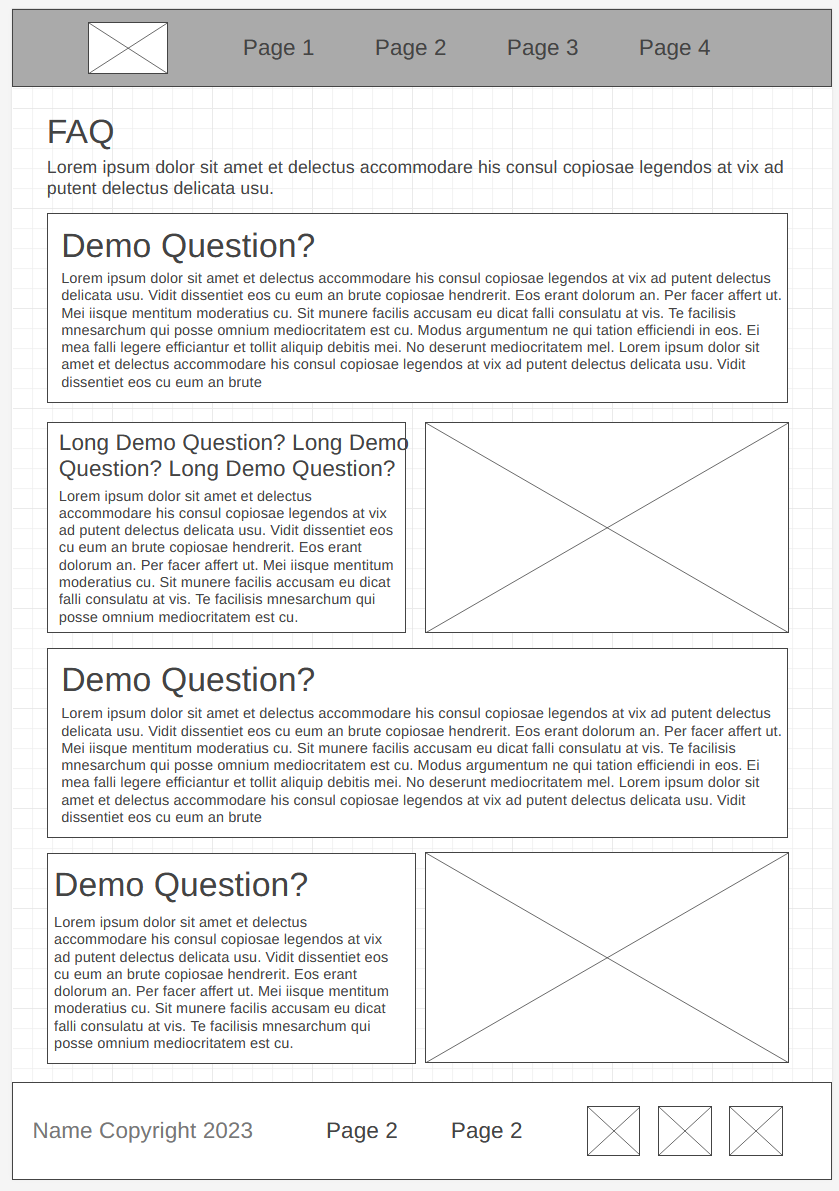 Page 1 Page 2 Page 3 Page 4
FAQ
Lorem ipsum dolor sit amet et delectus accommodare his consul copiosae legendos at vix ad
putent delectus delicata usu.
Demo Question?
Lorem ipsum dolor sit amet et delectus accommodare his consul copiosae legendos at vix ad putent delectus
delicata usu. Vidit dissentiet eos cu eum an brute copiosae hendrerit. Eos erant dolorum an. Per facer affert ut.
Mei iisque mentitum moderatius cu. Sit munere facilis accusam eu dicat falli consulatu at vis. Te facilisis
mnesarchum qui posse omnium mediocritatem est cu. Modus argumentum ne qui tation efficiendi in eos. Ei
mea falli legere efficiantur et tollit aliquip debitis mei. No deserunt mediocritatem mel. Lorem ipsum dolor sit
amet et delectus accommodare his consul copiosae legendos at vix ad putent delectus delicata usu. Vidit
dissentiet eos cu eum an brute
Long Demo Question? Long Demo
Question? Long Demo Question?
Lorem ipsum dolor sit amet et delectus
accommodare his consul copiosae legendos at vix
ad putent delectus delicata usu. Vidit dissentiet eos
cu eum an brute copiosae hendrerit. Eos erant
dolorum an. Per facer affert ut. Mei iisque mentitum
moderatius cu. Sit munere facilis accusam eu dicat
falli consulatu at vis. Te facilisis mnesarchum qui
posse omnium mediocritatem est cu.
Demo Question?
Lorem ipsum dolor sit amet et delectus accommodare his consul copiosae legendos at vix ad putent delectus
delicata usu. Vidit dissentiet eos cu eum an brute copiosae hendrerit. Eos erant dolorum an. Per facer affert ut.
Mei iisque mentitum moderatius cu. Sit munere facilis accusam eu dicat falli consulatu at vis. Te facilisis
mnesarchum qui posse omnium mediocritatem est cu. Modus argumentum ne qui tation efficiendi in eos. Ei
mea falli legere efficiantur et tollit aliquip debitis mei. No deserunt mediocritatem mel. Lorem ipsum dolor sit
amet et delectus accommodare his consul copiosae legendos at vix ad putent delectus delicata usu. Vidit
dissentiet eos cu eum an brute
Demo Question?
Lorem ipsum dolor sit amet et delectus
accommodare his consul copiosae legendos at vix
ad putent delectus delicata usu. Vidit dissentiet eos
cu eum an brute copiosae hendrerit. Eos erant
dolorum an. Per facer affert ut. Mei iisque mentitum
moderatius cu. Sit munere facilis accusam eu dicat
falli consulatu at vis. Te facilisis mnesarchum qui
posse omnium mediocritatem est cu.
Name Copyright 2023 Page 2 Page 2